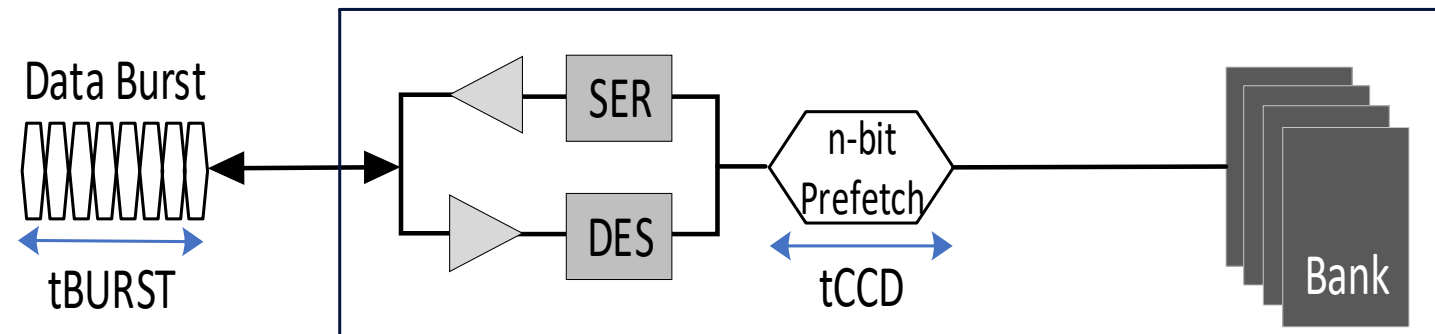 Data Burst
tBURST
SER
DES
n-bit
Prefetch
tCCD
Bank